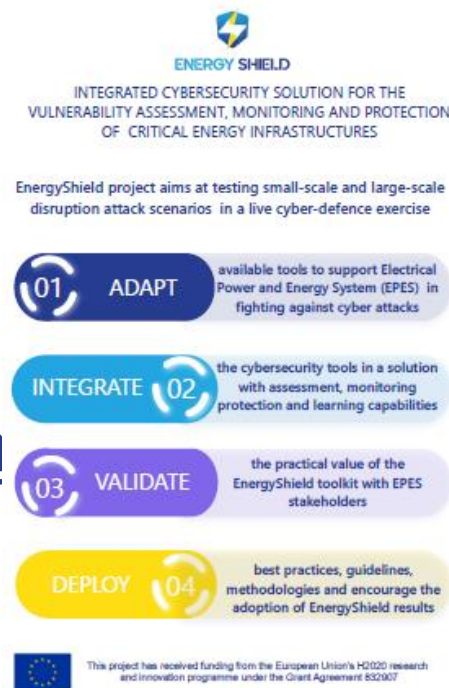 ENERGY SHIELD
INTEGRATED CYBERSECURITY SOLUTION FOR THE
VULNERABILITY ASSESSMENT, MONITORING AND PROTECTION
OF CRITICAL ENERGY INFRASTRUCTURES
EnergyShield project aims at testing small-scale and large-scale
disruption attack scenarios in a live cyber-defence exercise
01 ADAPT
available tools to support Electrical
Power and Energy System (EPES) in
fighting against cyber attacks
INTEGRATE 02
the cybersecurity tools in a solution
with assessment, monitoring
protection and learning capabilities
03 VALIDATE
the practical value of the
EnergyShield toolkit with EPES
stakeholders
DEPLOY 04
best practices, guidelines,
methodologies and encourage the
adoption of EnergyShield results
This project has received funding from the European Union's H2020 research
and innovation programme under the Grant Agreement 832907